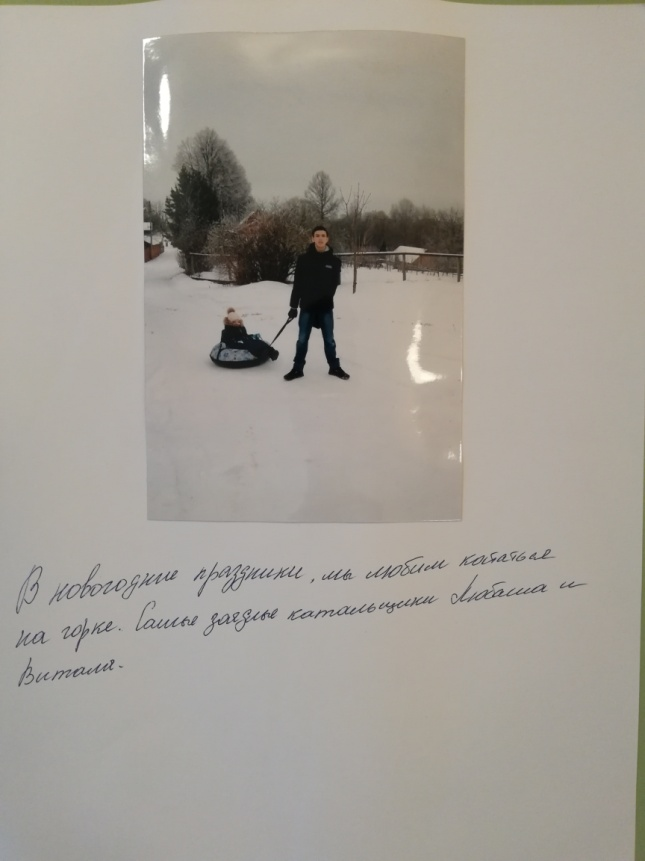 В новогодние праздники, мы любим кататься
на горке. Самые заядлые катальщики Любаша и
Виталя.